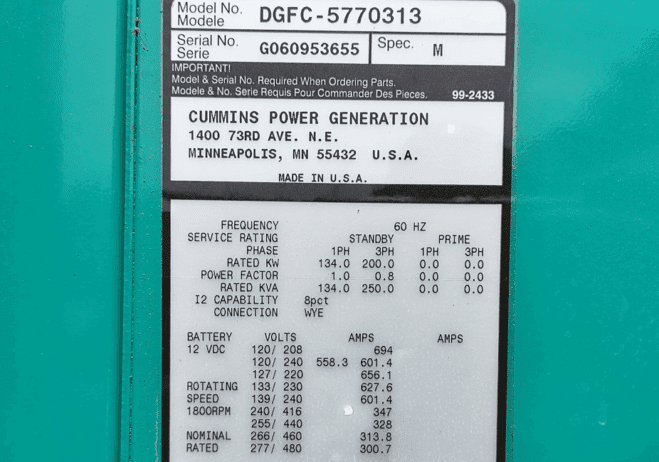 Model No. DGFC-5770313
Modele
Serial No. G060953655 Spec. M
Serie
IMPORTANT!
Model & Serial No. Required When Ordering Parts.
Modele & No. Serie Requis Pour Commander Des Pieces. 99-2433
CUMMINS POWER GENERATION
1400 73RD AVE. N.E.
MINNEAPOLIS, MN 55432 U.S.A.
MADE IN U.S.A.
FREQUENCY 60 HZ
SERVICE RATING STANDBY PRIME
PHASE 1PH 3PH 1PH 3PH
RATED KW 134.0 200.0 0.0 0.0
POWER FACTOR 1.0 0.8 0.0 0.0
RATED KVA 134.0 250.0 0.0 0.0
I2 CAPABILITY 8pct
CONNECTION WYE
BATTERY VOLTS AMPS AMPS
12 VDC 120/ 208 694
120/ 240 558.3 601.4
127/ 220 656.1
ROTATING 133/ 230 627.6
SPEED 139/ 240 601.4
1800RPM 240/ 416 347
255/ 440 328
NOMINAL 266/ 460 313.8
RATED 277/ 480 300.7